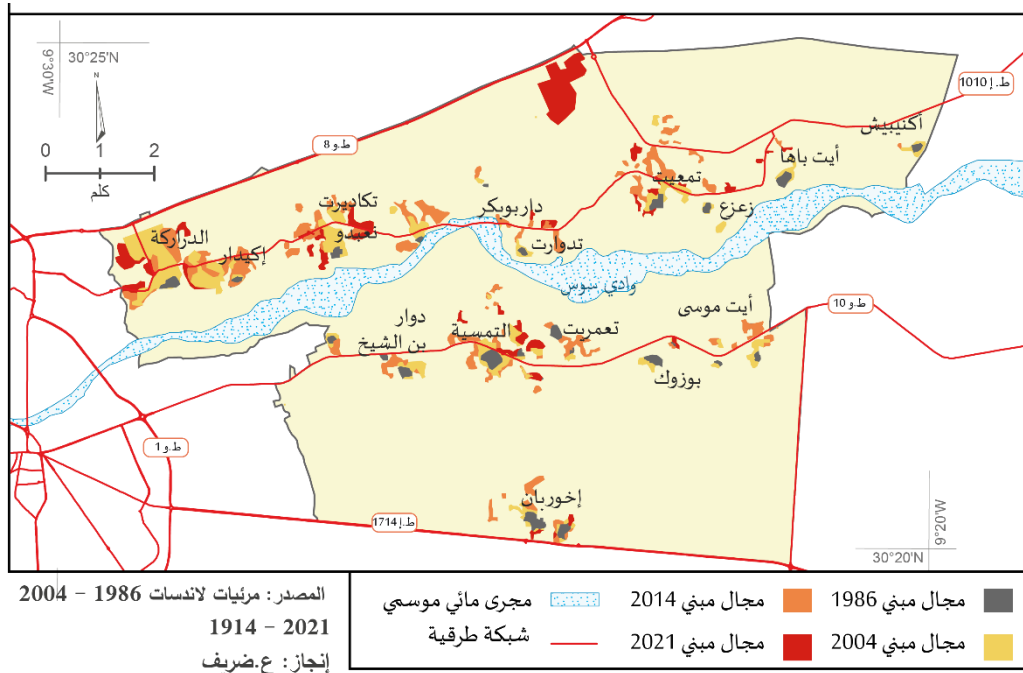 9°30'W
30°25'N
N
0 1 2
كلم
ط.و 8
ط.إ 1010
أكنيبيش
أيت باها
تمعيت
زعزع
تكاديرت
نعبدو
داربوبكر
تدوارت
الدراركة
إكيدار
وادي سوس
أيت موسى
ط.و 10
دوار
بن الشيخ
التمسية
تعمريت
بوزوك
ط.و 1
إخوربان
ط.إ 1714
9°20'W
30°20'N
المصدر: مرئيات لاندسات 1986 - 2004
2021 - 1914
إنجاز: ع.ضريف
مجال مبني 1986
مجال مبني 2014
مجرى مائي موسمي
مجال مبني 2004
مجال مبني 2021
شبكة طرقية